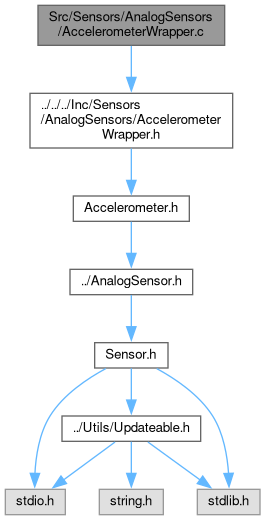 Src/Sensors/AnalogSensors
/AccelerometerWrapper.c
../../../Inc/Sensors
/AnalogSensors/Accelerometer
Wrapper.h
Accelerometer.h
../AnalogSensor.h
Sensor.h
../Utils/Updateable.h
stdio.h
string.h
stdlib.h